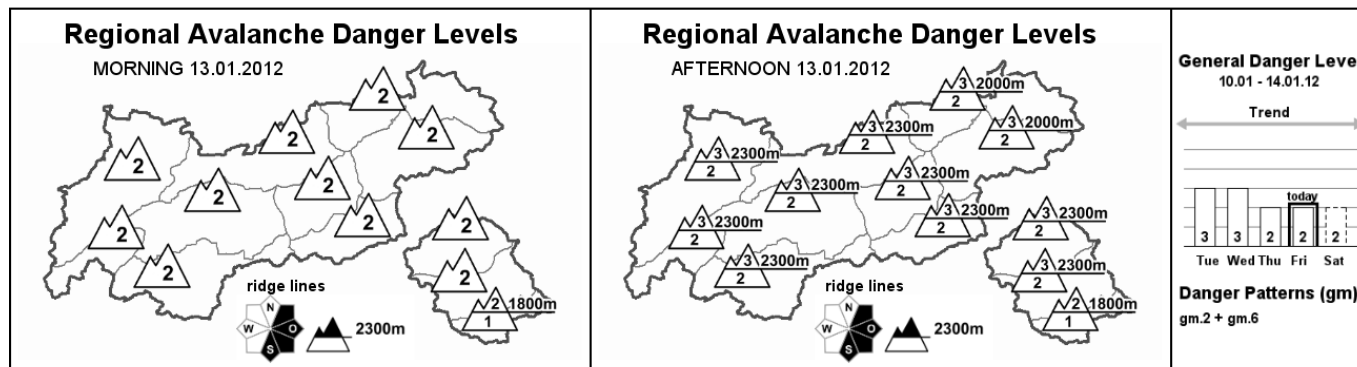 Regional Avalanche Danger Levels
MORNING 13.01.2012
2
2
2
2
2
2
2
2
2
2
2
2 1800m
1
ridge lines
N
W O
S
2300m
Regional Avalanche Danger Levels
AFTERNOON 13.01.2012
3 2000m
2
3 2300m
2
3 2000m
2
3 2300m
2
3 2300m
2
3 2300m
2
3 2300m
2
3 2300m
2
3 2300m
2
3 2300m
2
3 2300m
2
2 1800m
1
ridge lines
N
W O
S
2300m
General Danger Leve
10.01 - 14.01.12
Trend
today
3 3 2 2 2
Tue Wed Thu Fri Sat
Danger Patterns (gm)
gm.2 + gm.6